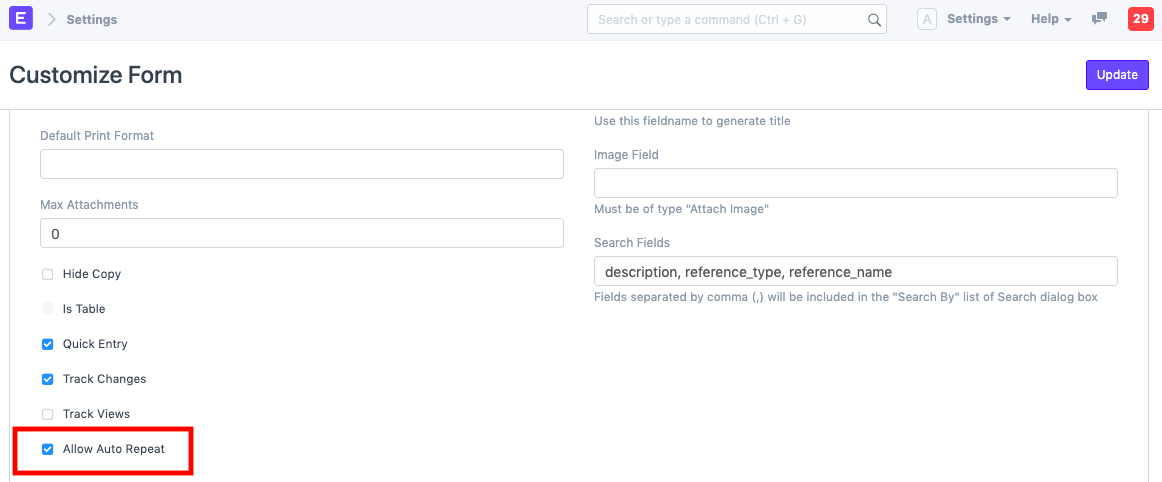 E Settings Search or type a command (Ctrl + G) A Settings Help 29
Customize Form Update
Use this fieldname to generate title
Default Print Format
Image Field
Must be of type "Attach Image"
Max Attachments
0
Search Fields
description, reference_type, reference_name
Fields separated by comma (,) will be included in the "Search By" list of Search dialog box
Hide Copy
Is Table
Quick Entry
Track Changes
Track Views
Allow Auto Repeat